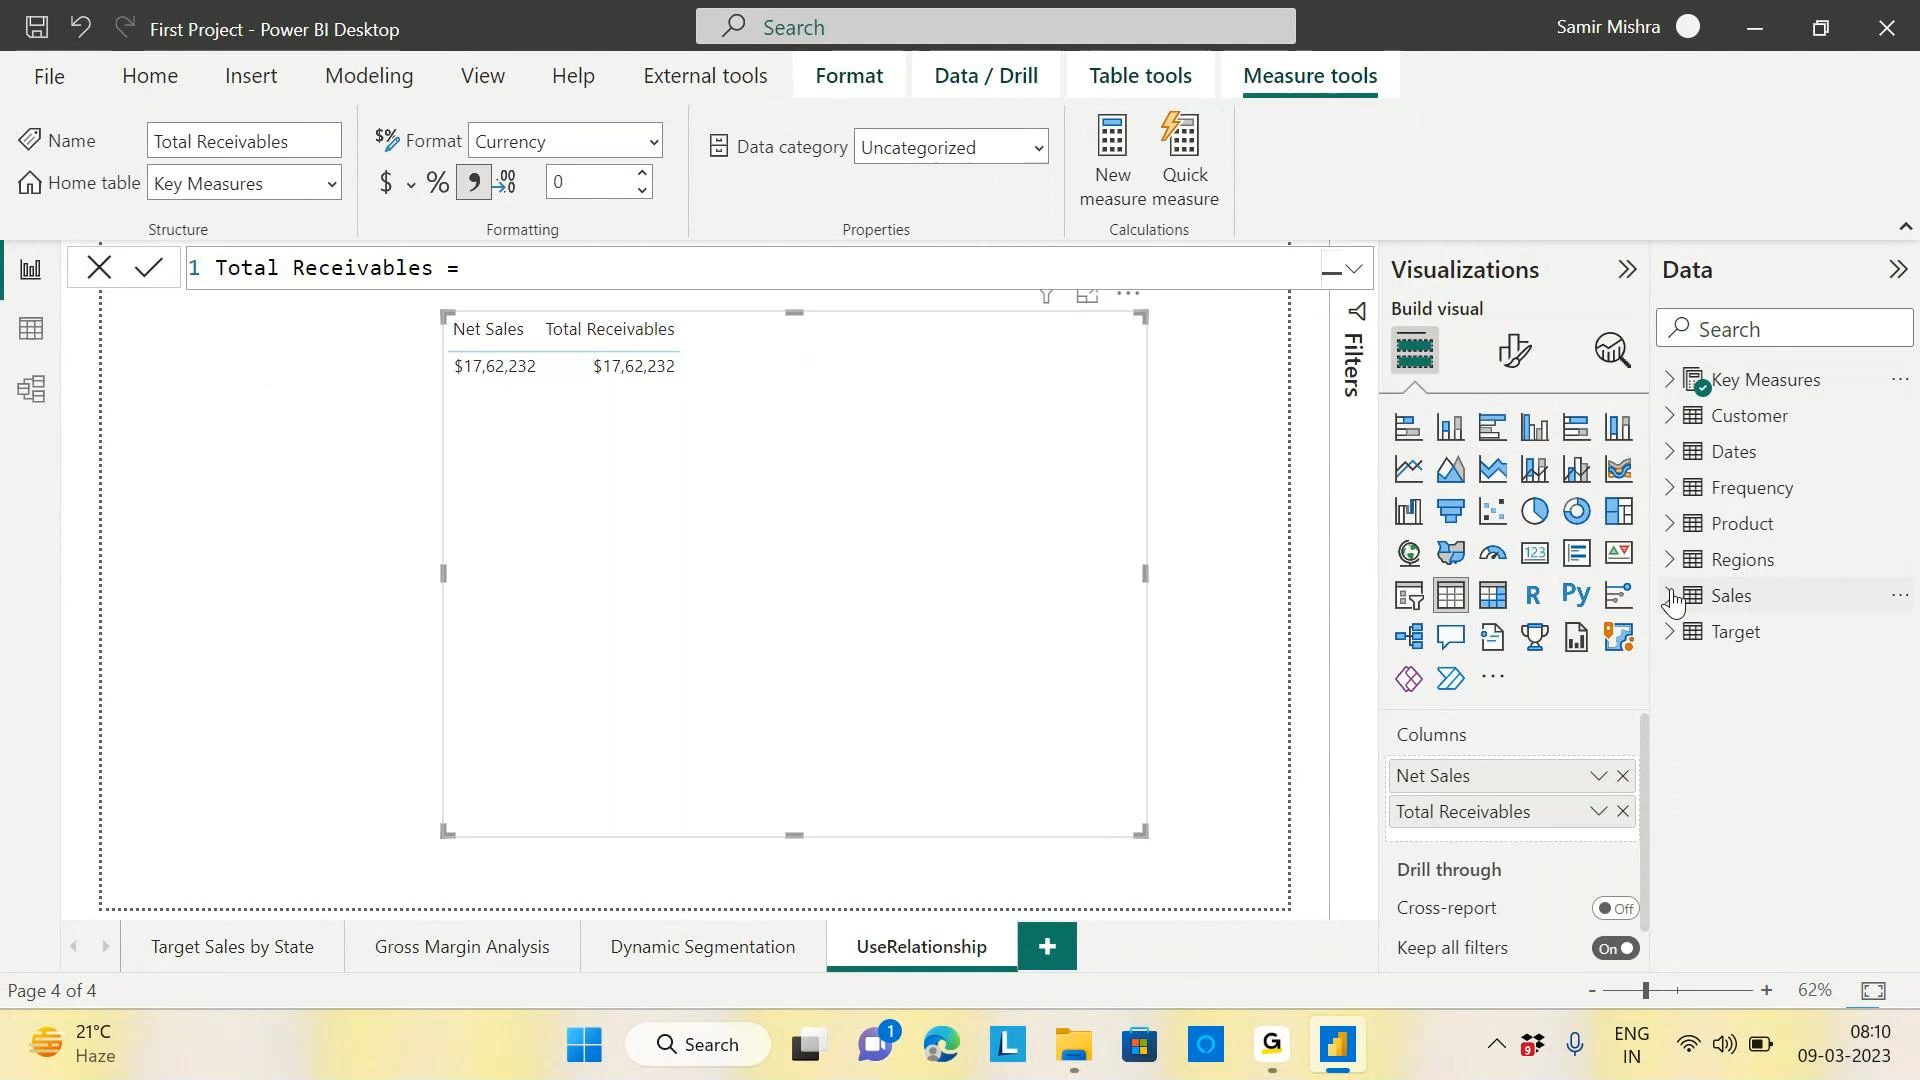 First Project - Power BI Desktop
Search
Samir Mishra
File
Home
Insert
Modeling
View
Help
External tools
Format
Data / Drill
Table tools
Measure tools
Name
Total Receivables
Home table
Key Measures
Structure
Format
Currency
$
%
0
Formatting
Data category
Uncategorized
Properties
New
measure
Quick
measure
Calculations
1 Total Receivables =
Net Sales
Total Receivables
$17,62,232
$17,62,232
Filters
Visualizations
Build visual
Columns
Net Sales
Total Receivables
Drill through
Cross-report
Off
Keep all filters
On
Data
Search
Key Measures
Customer
Dates
Frequency
Product
Regions
Sales
Target
Target Sales by State
Gross Margin Analysis
Dynamic Segmentation
UseRelationship
Page 4 of 4
62%
21°C
Haze
Search
1
9
ENG
IN
08:10
09-03-2023